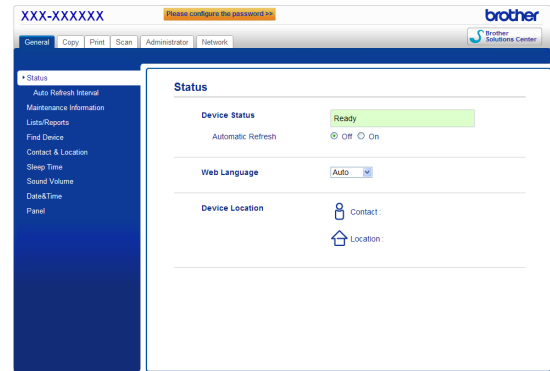 XXX-XXXXXX
Please configure the password >>
brother
General Copy Print Scan Administrator Network
Brother
Solutions Center
Status
Auto Refresh Interval
Maintenance Information
Lists/Reports
Find Device
Contact & Location
Sleep Time
Sound Volume
Date&Time
Panel
Status
Device Status Ready
Automatic Refresh Off On
Web Language Auto
Device Location Contact :
Location :